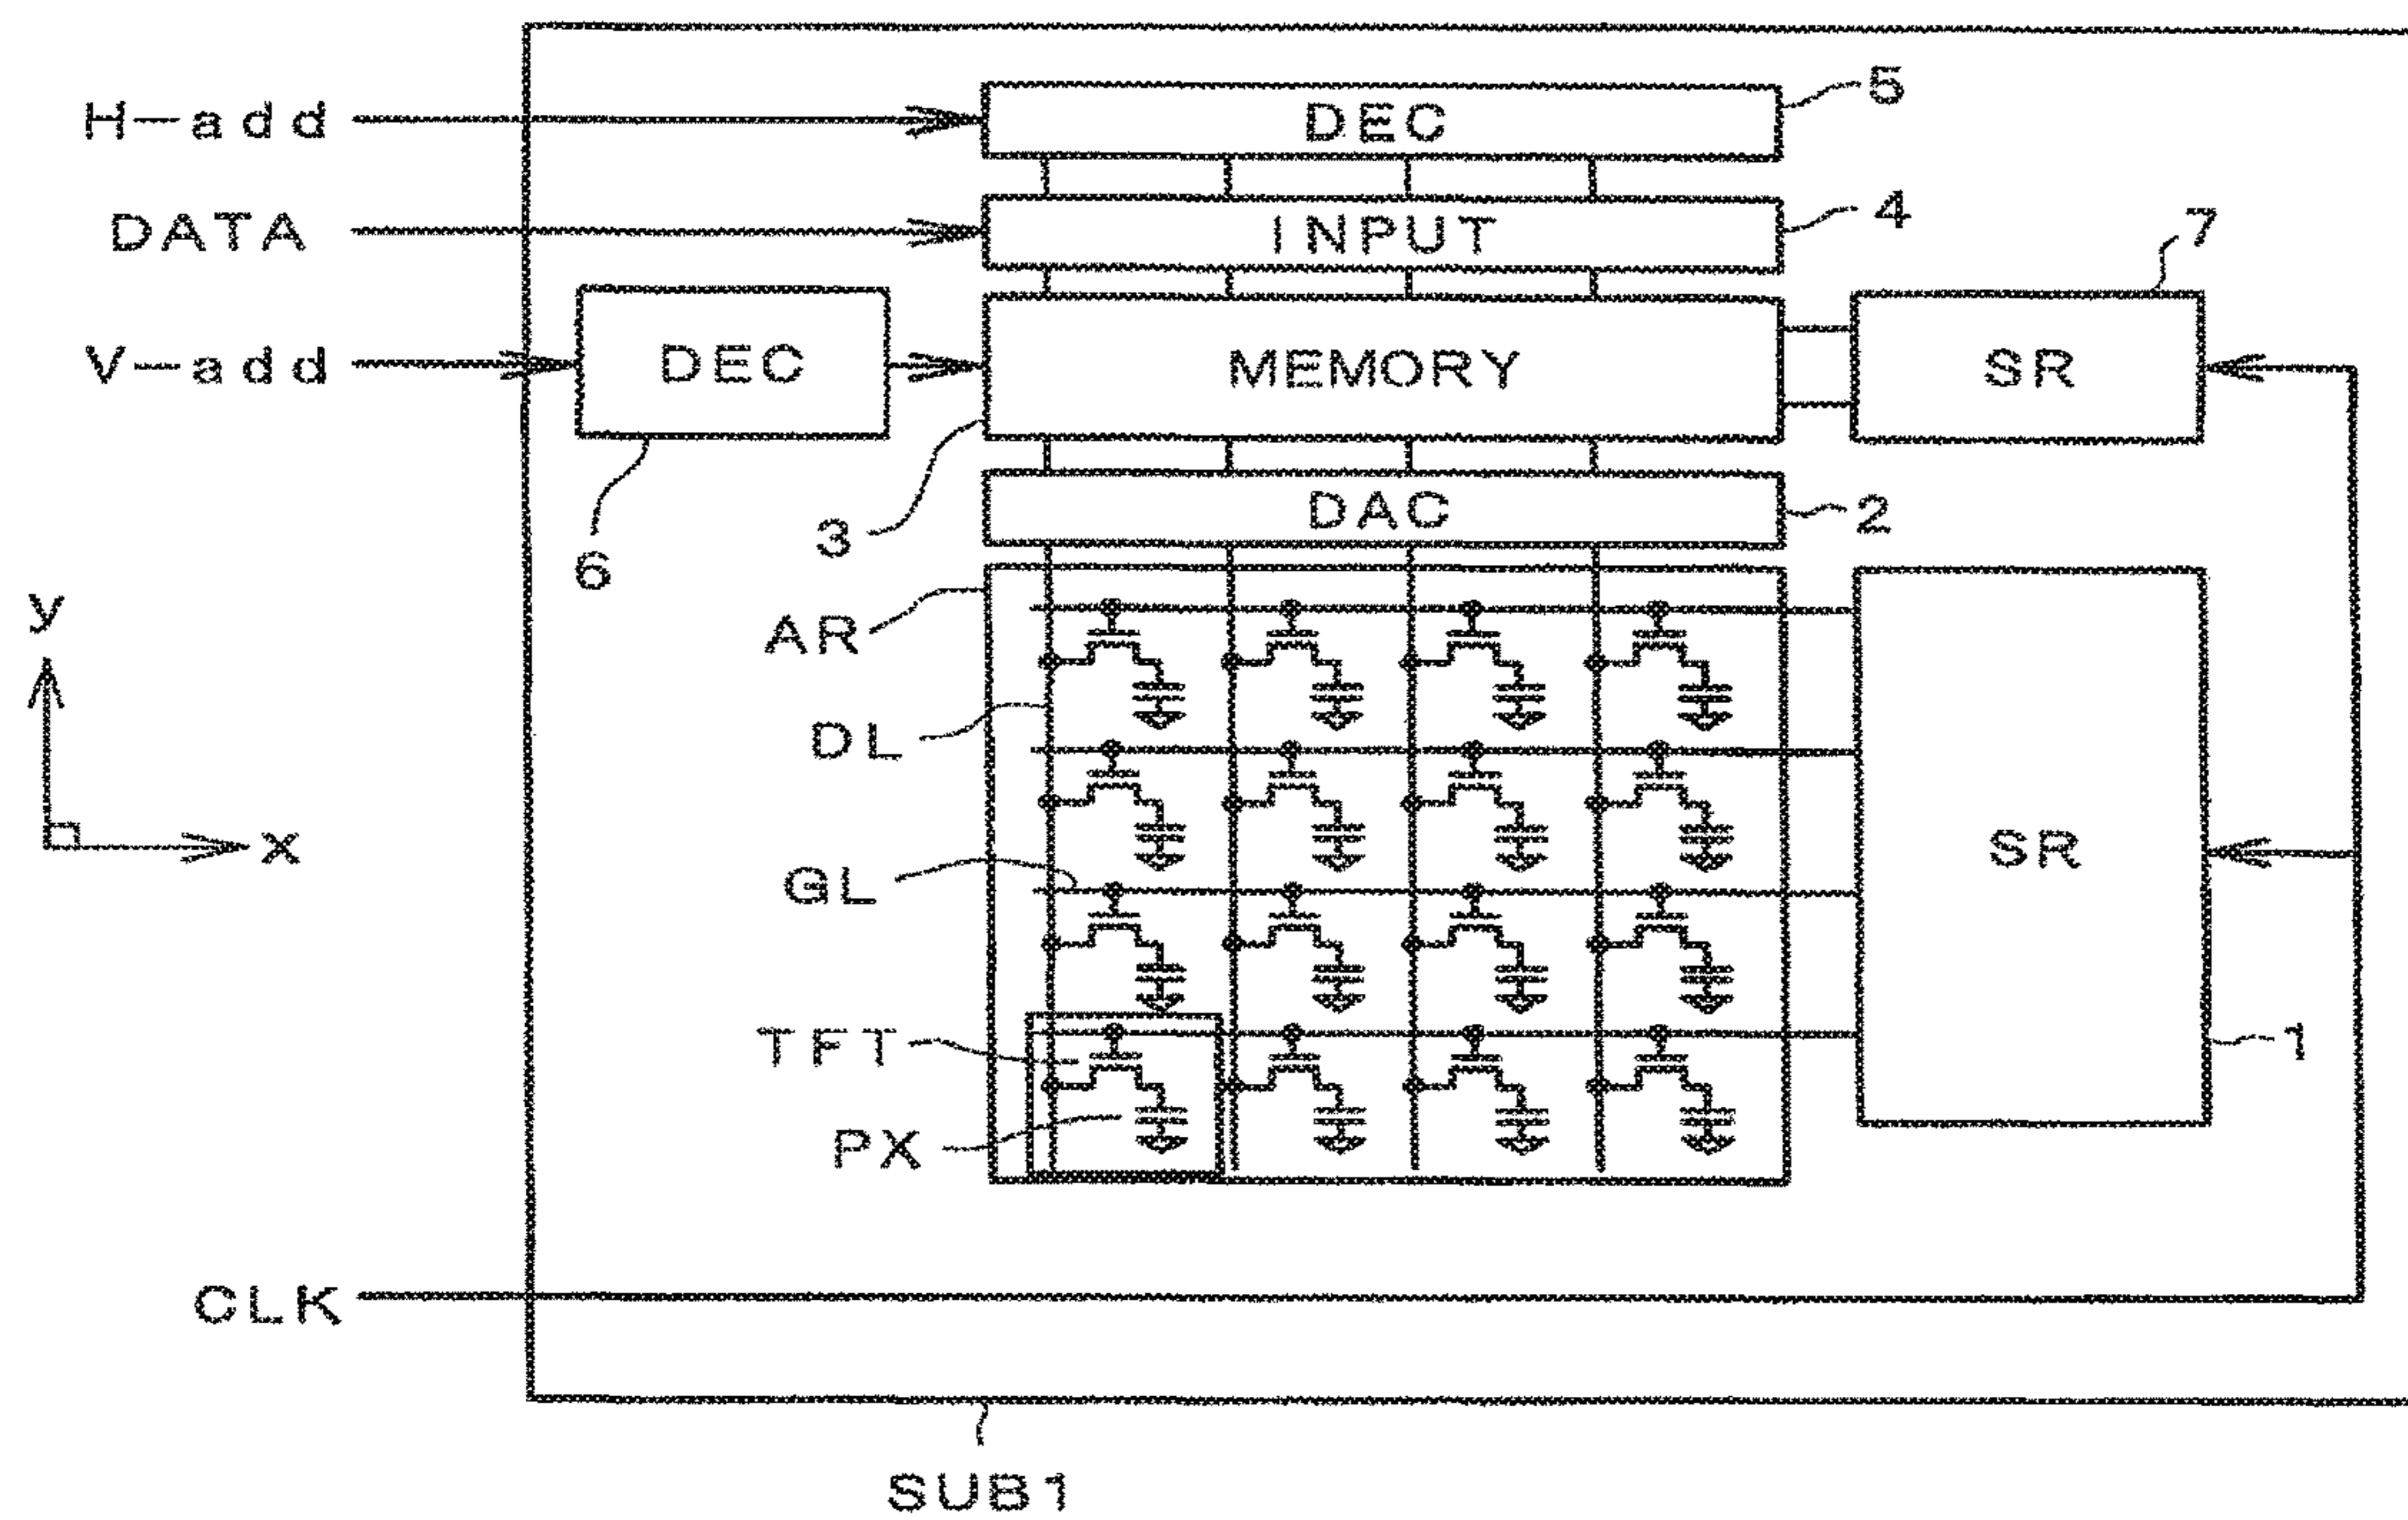 5
H-add
DEC
4
DATA
INPUT
7
V-add
DEC
MEMORY
SR
3
DAC
2
6
y
AR
DL
x
SR
GL
TFT
1
PX
CLK
SUB1